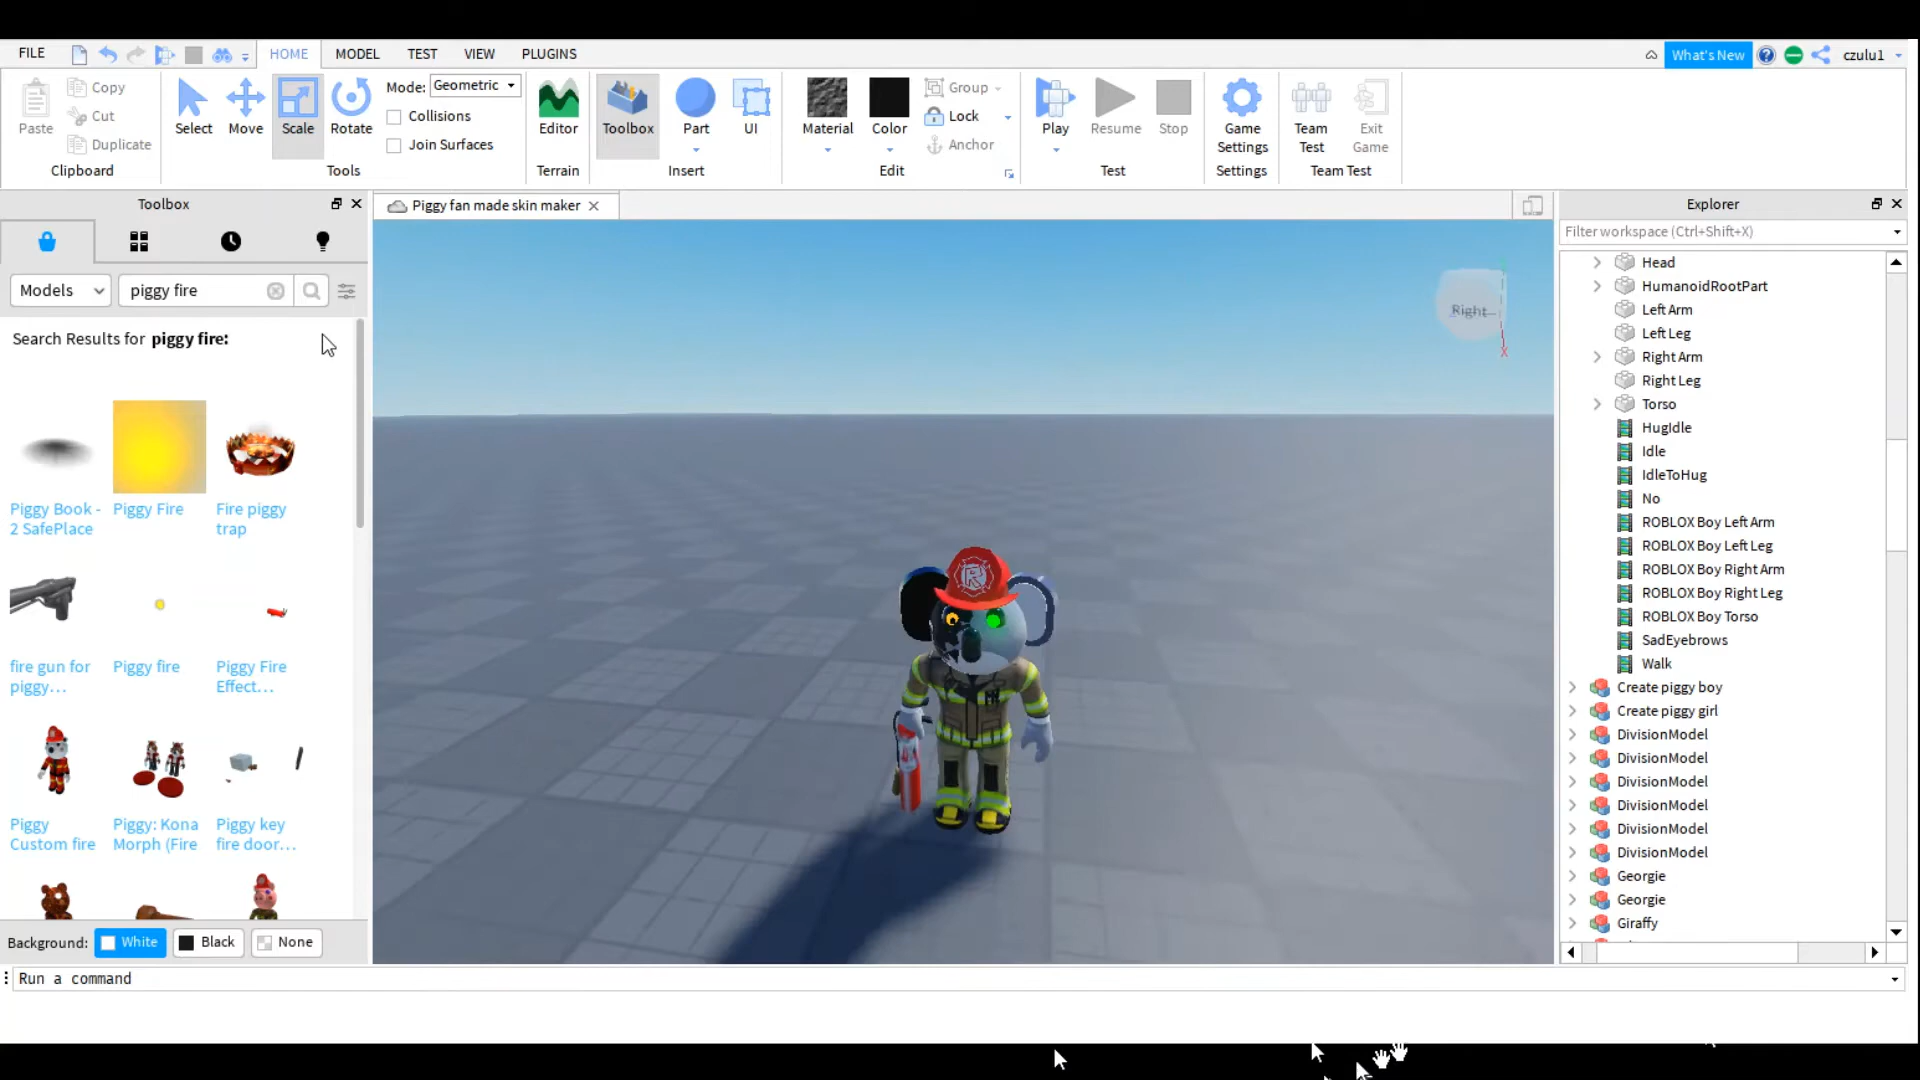 FILE HOME MODEL TEST VIEW PLUGINS What's New czulu1
Paste Copy Cut Duplicate Clipboard
Select Move Scale Rotate Mode: Geometric Collisions Join Surfaces Tools
Editor Terrain
Toolbox Part UI Insert
Material Color Group Lock Anchor Edit
Play Resume Stop Test
Game Settings Settings
Team Test Exit Game Team Test
Toolbox
Models piggy fire
Search Results for piggy fire:
Piggy Book - 2 SafePlace
Piggy Fire
Fire piggy trap
fire gun for piggy...
Piggy fire
Piggy Fire Effect...
Piggy Custom fire
Piggy: Kona Morph (Fire
Piggy key fire door...
Background: White Black None
Run a command
Piggy fan made skin maker
Right
X
R
Explorer
Filter workspace (Ctrl+Shift+X)
Head
HumanoidRootPart
Left Arm
Left Leg
Right Arm
Right Leg
Torso
HugIdle
Idle
IdleToHug
No
ROBLOX Boy Left Arm
ROBLOX Boy Left Leg
ROBLOX Boy Right Arm
ROBLOX Boy Right Leg
ROBLOX Boy Torso
SadEyebrows
Walk
Create piggy boy
Create piggy girl
DivisionModel
DivisionModel
DivisionModel
DivisionModel
DivisionModel
DivisionModel
Georgie
Georgie
Giraffy